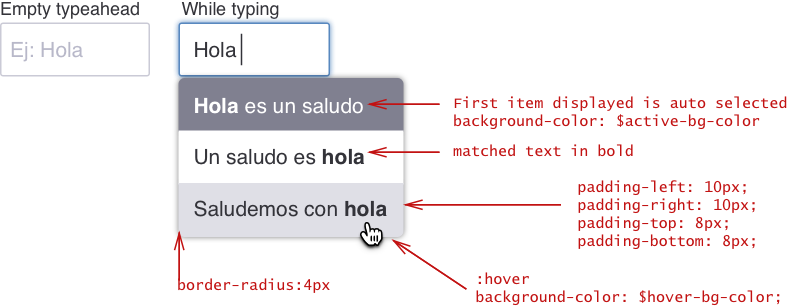 Empty typeahead
While typing
Ej: Hola
Hola
Hola es un saludo
First item displayed is auto selected
background-color: $active-bg-color
Un saludo es hola
matched text in bold
Saludemos con hola
padding-left: 10px;
padding-right: 10px;
padding-top: 8px;
padding-bottom: 8px;
border-radius:4px
:hover
background-color: $hover-bg-color;